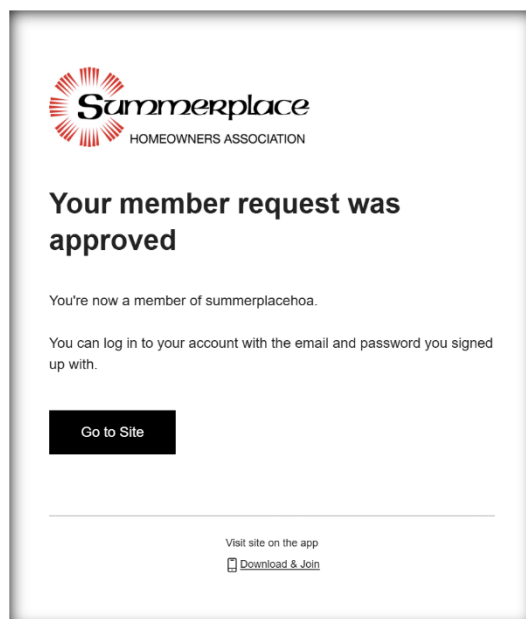 Summerplace
HOMEOWNERS ASSOCIATION
Your member request was
approved
You're now a member of summerplacehoa.
You can log in to your account with the email and password you signed
up with.
Go to Site
Visit site on the app
Download & Join